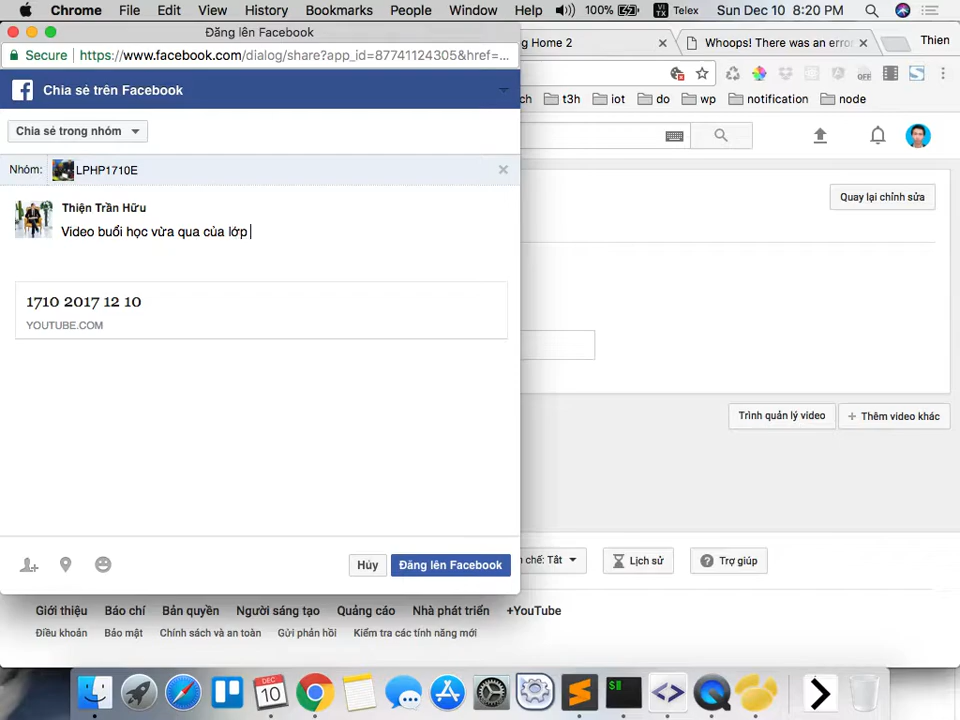 Chrome File Edit View History Bookmarks People Window Help 100% VI TX Telex Sun Dec 10 8:20 PM
Đăng lên Facebook
g Home 2
Whoops! There was an error
Thien
Secure https://www.facebook.com/dialog/share?app_id=87741124305&href=...
ch t3h iot do wp notification node
Chia sẻ trên Facebook
Chia sẻ trong nhóm
Nhóm: LPHP1710E
Quay lại chỉnh sửa
Thiện Trần Hữu
Video buổi học vừa qua của lớp
1710 2017 12 10
YOUTUBE.COM
Trình quản lý video
Thêm video khác
Hủy
Đăng lên Facebook
n chế: Tắt
Lịch sử
Trợ giúp
Giới thiệu Báo chí Bản quyền Người sáng tạo Quảng cáo Nhà phát triển +YouTube
Điều khoản Bảo mật Chính sách và an toàn Gửi phản hồi Kiểm tra các tính năng mới
DEC
10